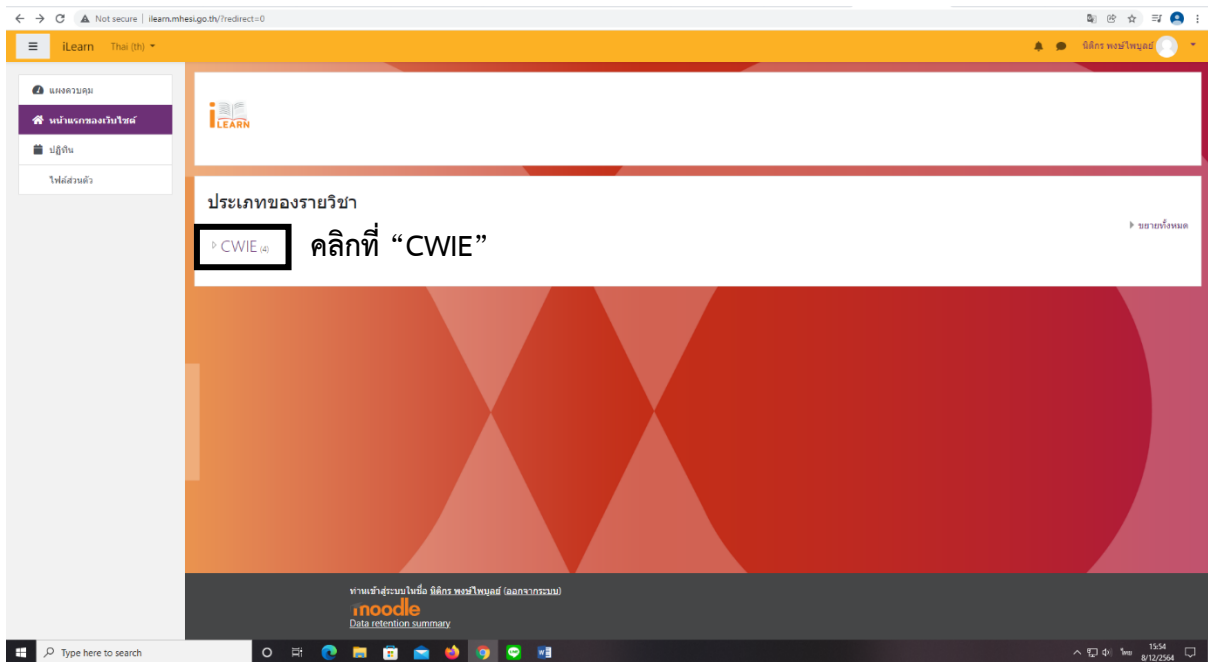 Not secure | ilearn.mhesi.go.th/?redirect=0
iLearn Thai (th)
นิติกร พงษ์ไพบูลย์
แผงควบคุม
หน้าแรกของเว็บไซต์
ปฏิทิน
ไฟล์ส่วนตัว
i LEARN
ประเภทของรายวิชา
ขยายทั้งหมด
CWIE (4) คลิกที่ “CWIE”
ท่านเข้าสู่ระบบในชื่อ นิติกร พงษ์ไพบูลย์ (ออกจากระบบ)
moodle
Data retention summary
Type here to search
ไทย
15:54
8/12/2564